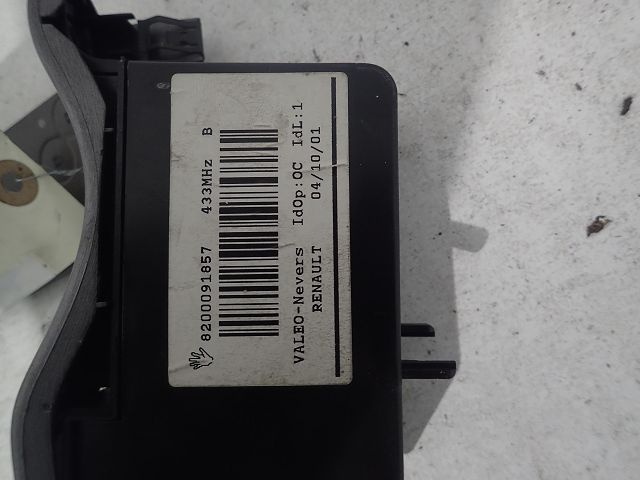 8200091857 433MHz B
VALEO-Nevers IdOp:OC IdL:1
RENAULT 04/10/01